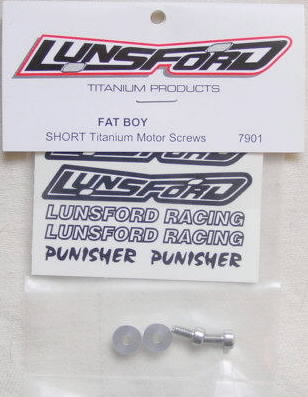 LUNSFORD
TITANIUM PRODUCTS
FAT BOY
SHORT Titanium Motor Screws 7901
LUNSFORD
LUNSFORD RACING
LUNSFORD RACING
PUNISHER PUNISHER